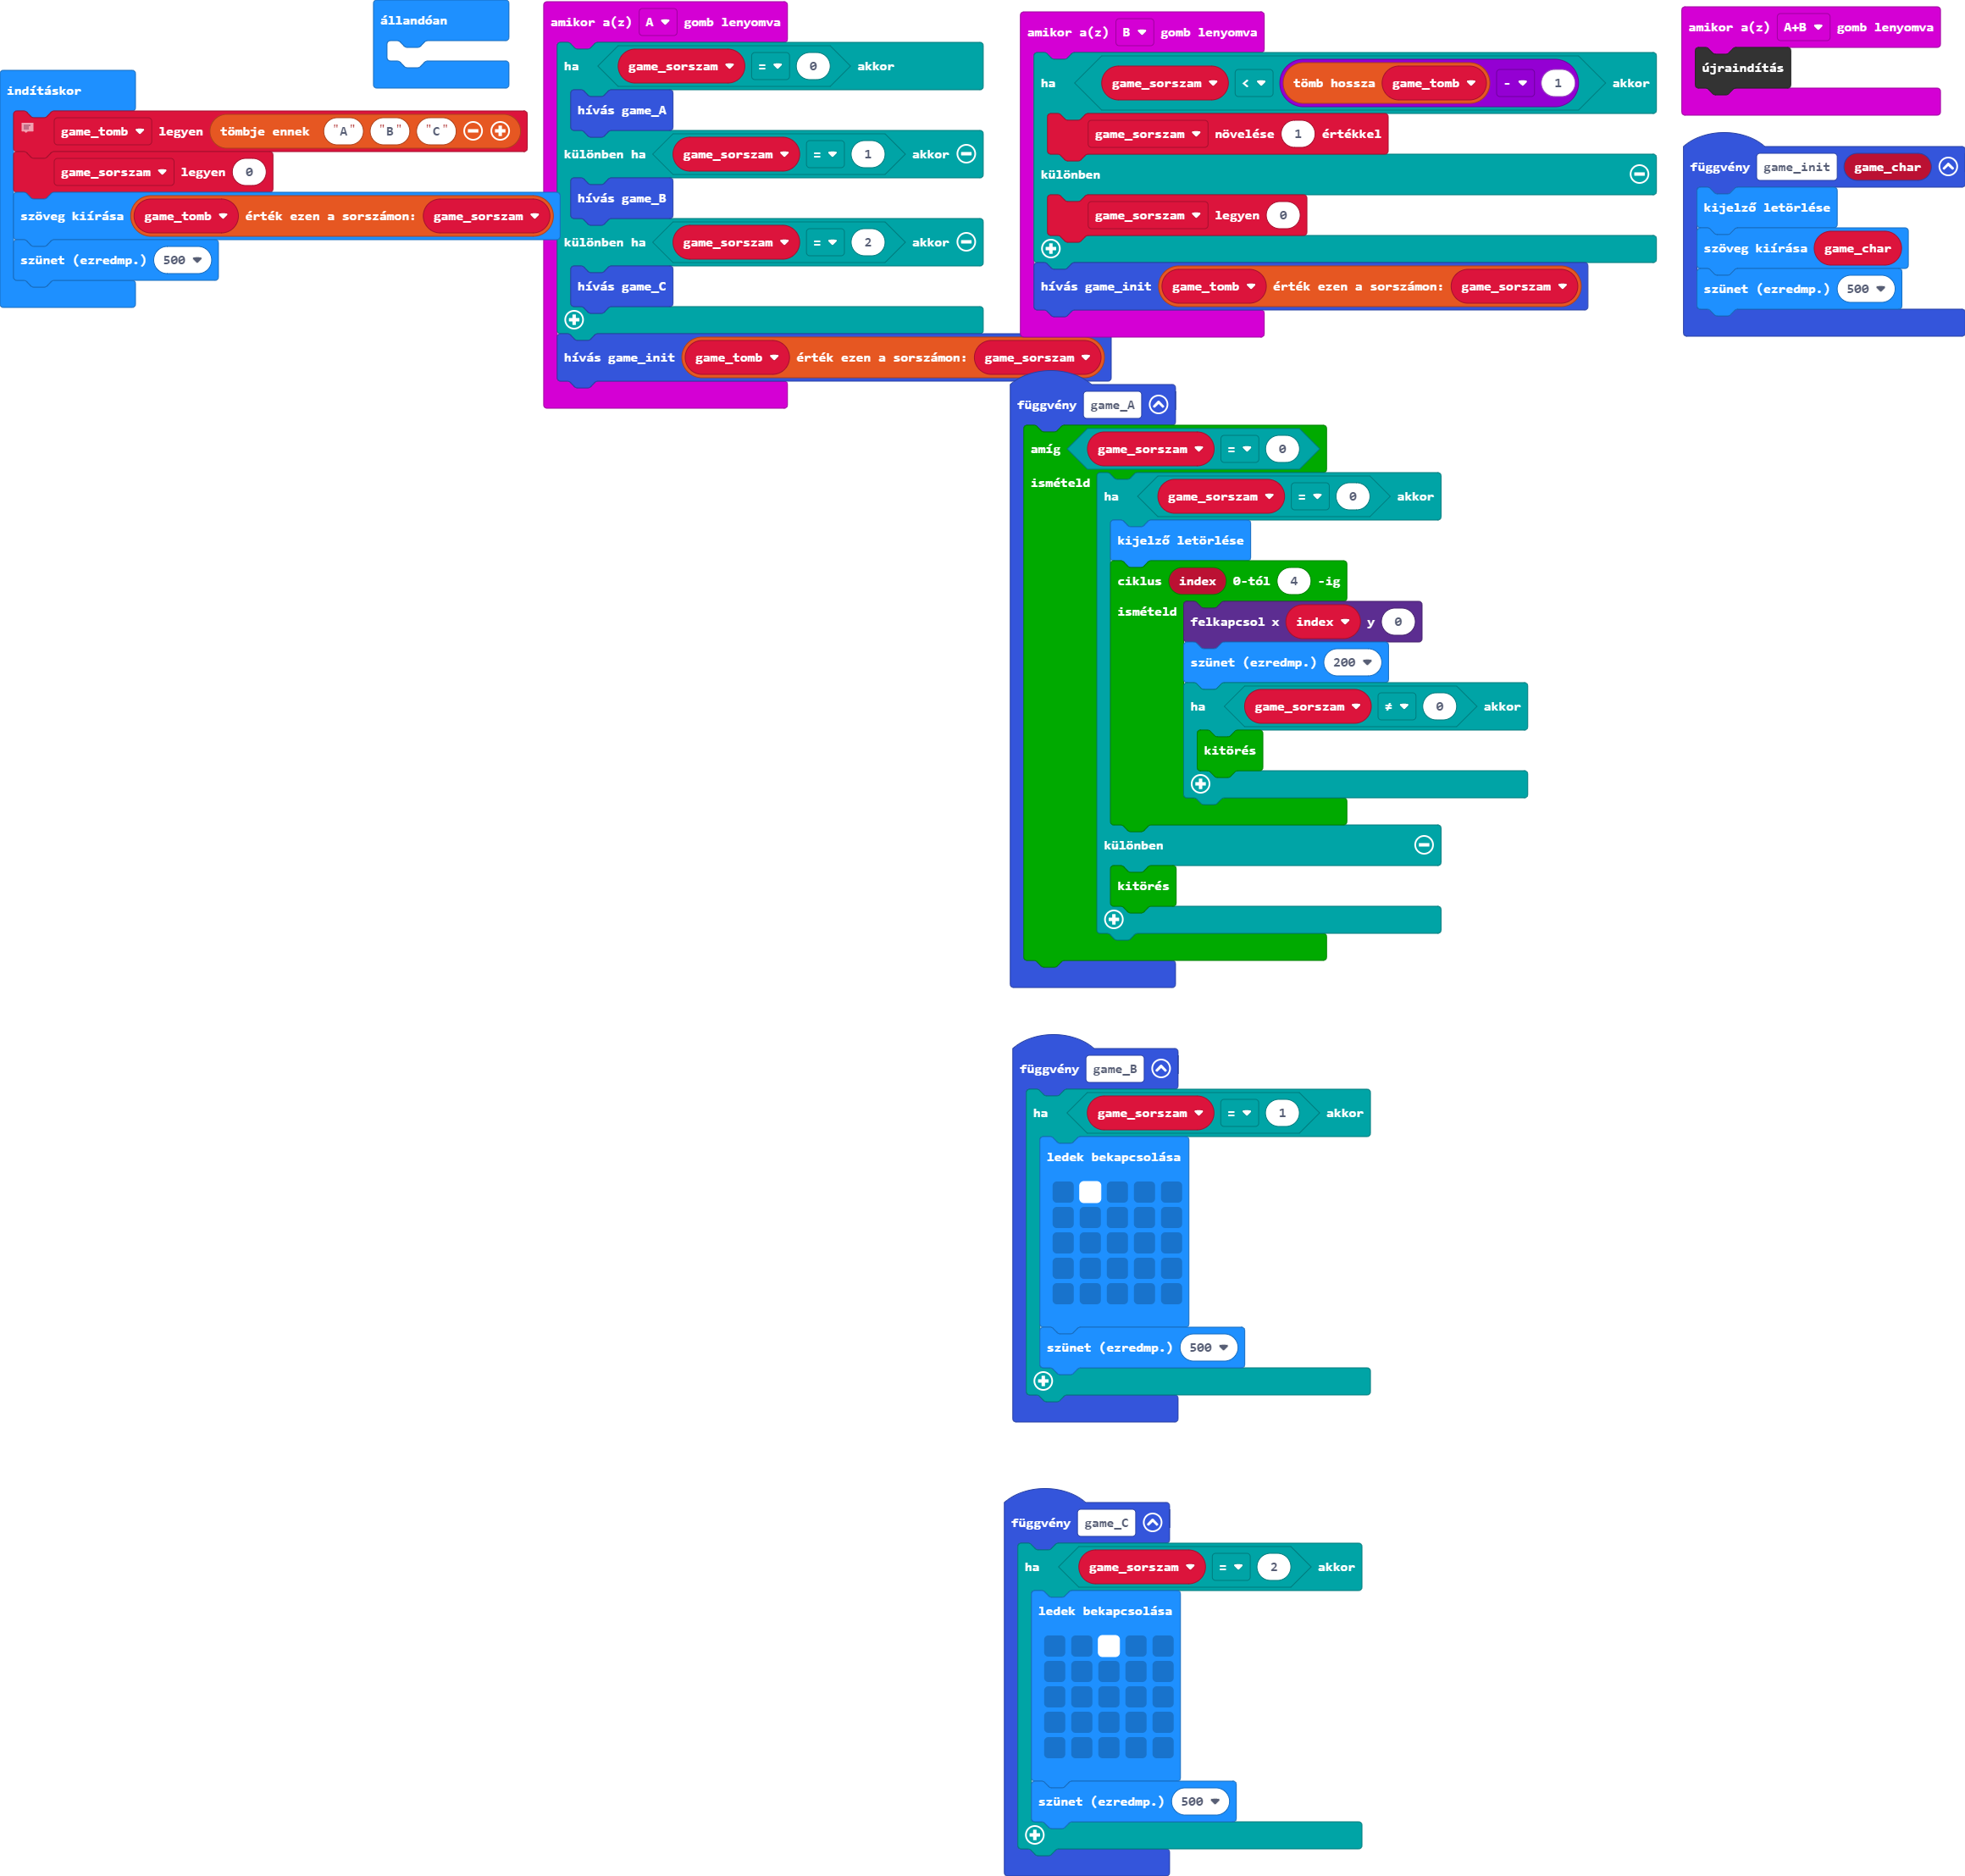 állandóan
indításkor
game_tomb legyen tömbje ennek "A" "B" "C"
game_sorszam legyen 0
szöveg kiírása game_tomb érték ezen a sorszámon: game_sorszam
szünet (ezredmp.) 500
amikor a(z) A gomb lenyomva
ha game_sorszam = 0 akkor
hívás game_A
különben ha game_sorszam = 1 akkor
hívás game_B
különben ha game_sorszam = 2 akkor
hívás game_C
hívás game_init game_tomb érték ezen a sorszámon: game_sorszam
amikor a(z) B gomb lenyomva
ha game_sorszam < tömb hossza game_tomb - 1 akkor
game_sorszam növelése 1 értékkel
különben
game_sorszam legyen 0
hívás game_init game_tomb érték ezen a sorszámon: game_sorszam
amikor a(z) A+B gomb lenyomva
újraindítás
függvény game_init game_char
kijelző letörlése
szöveg kiírása game_char
szünet (ezredmp.) 500
függvény game_A
amíg game_sorszam = 0
ismételd
ha game_sorszam = 0 akkor
kijelző letörlése
ciklus index 0-tól 4 -ig
ismételd
felkapcsol x index y 0
szünet (ezredmp.) 200
ha game_sorszam ≠ 0 akkor
kitörés
különben
kitörés
függvény game_B
ha game_sorszam = 1 akkor
ledek bekapcsolása
szünet (ezredmp.) 500
függvény game_C
ha game_sorszam = 2 akkor
ledek bekapcsolása
szünet (ezredmp.) 500